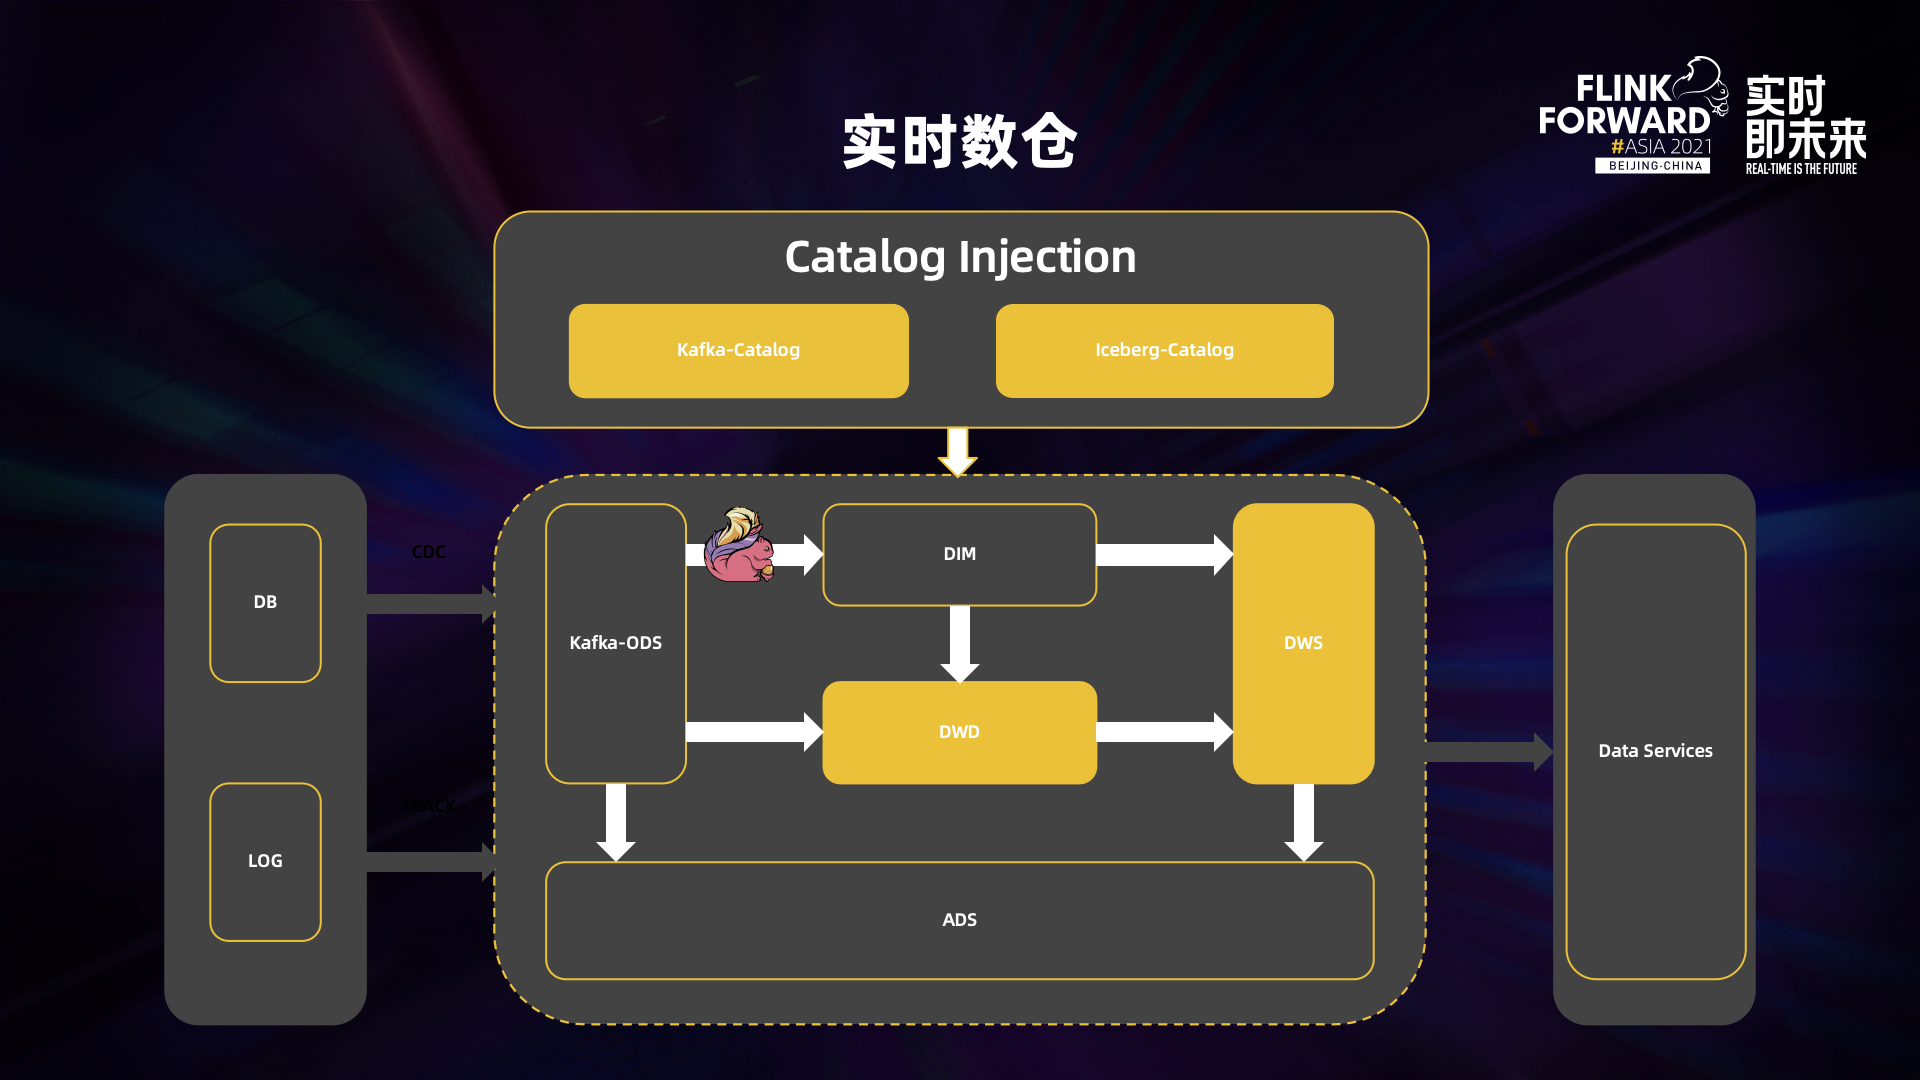 FLINK
FORWARD
#ASIA 2021
BEIJING·CHINA
实时
即未来
REAL-TIME IS THE FUTURE
实时数仓
Catalog Injection
Kafka-Catalog
Iceberg-Catalog
DB
CDC
LOG
TRACK
Kafka-ODS
DIM
DWD
DWS
ADS
Data Services